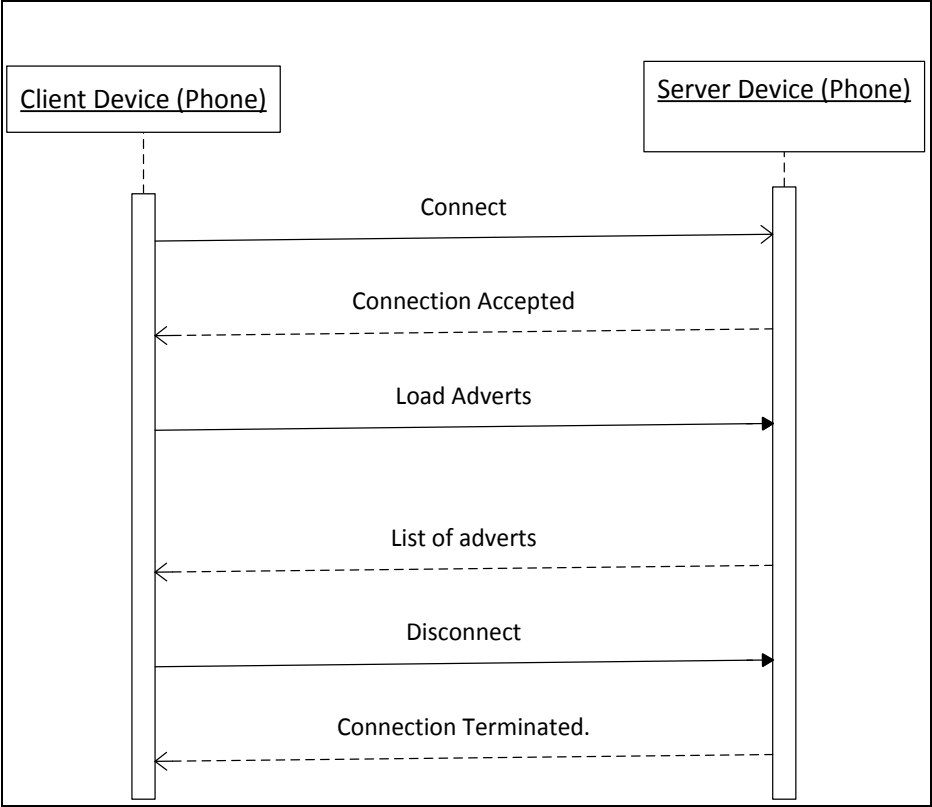 Client Device (Phone)
Server Device (Phone)
Connect
Connection Accepted
Load Adverts
List of adverts
Disconnect
Connection Terminated.